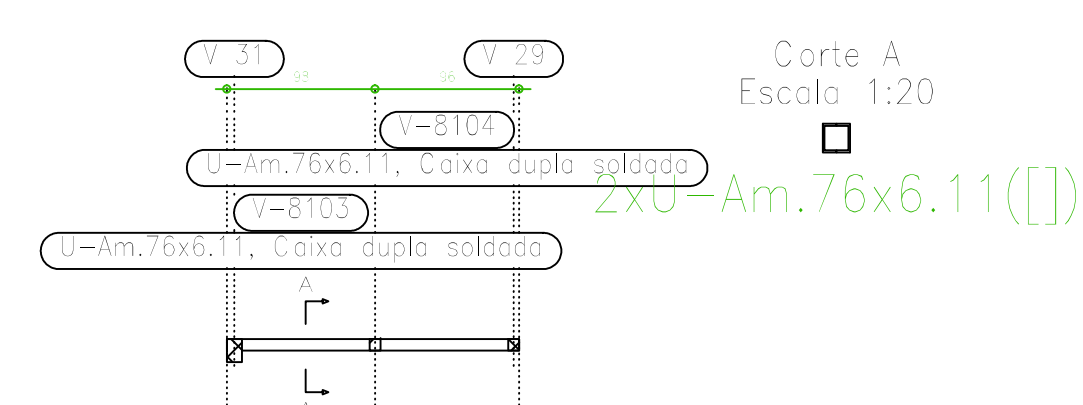 V 31
V 29
Corte A
Escala 1:20
96
V-8104
U-Am.76x6.11, Caixa dupla soldada
2xU-Am.76x6.11([])
V-8103
U-Am.76x6.11, Caixa dupla soldada
A